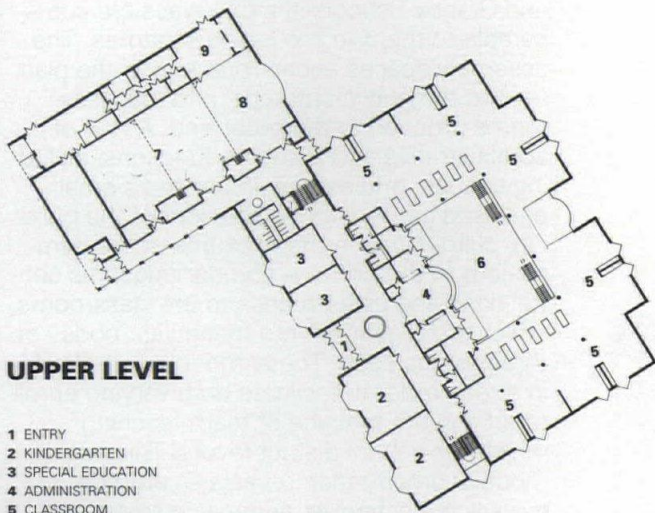 9
8
7
5
5
3
6
5
3
4
1
5
2
5
5
2
UPPER LEVEL
1 ENTRY
2 KINDERGARTEN
3 SPECIAL EDUCATION
4 ADMINISTRATION
5 CLASSROOM